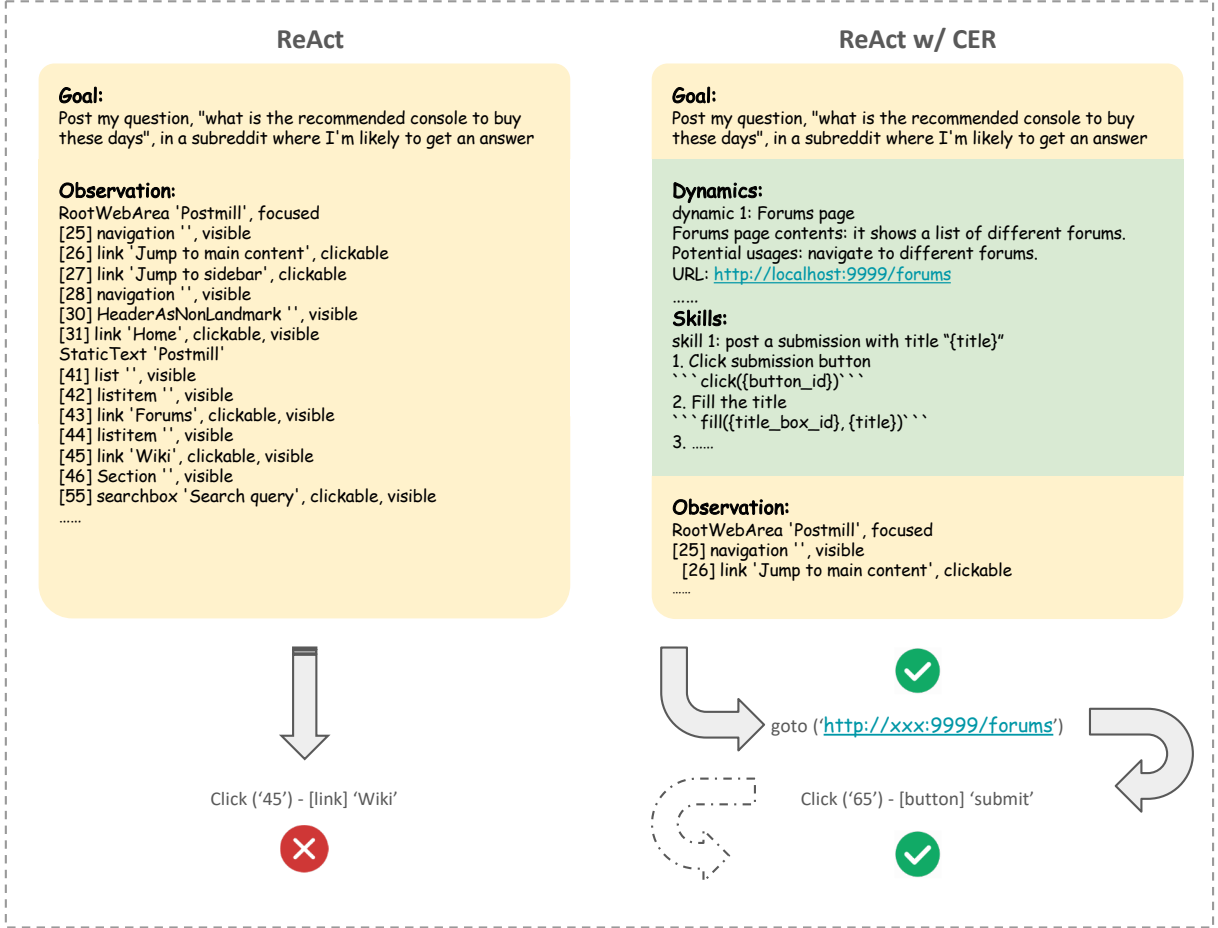 ReAct
Goal:
Post my question, "what is the recommended console to buy
these days", in a subreddit where I'm likely to get an answer
Observation:
RootWebArea 'Postmill', focused
[25] navigation '', visible
[26] link 'Jump to main content', clickable
[27] link 'Jump to sidebar', clickable
[28] navigation '', visible
[30] HeaderAsNonLandmark '', visible
[31] link 'Home', clickable, visible
StaticText 'Postmill'
[41] list '', visible
[42] listitem '', visible
[43] link 'Forums', clickable, visible
[44] listitem '', visible
[45] link 'Wiki', clickable, visible
[46] Section '', visible
[55] searchbox 'Search query', clickable, visible
……
Click (‘45’) - [link] ‘Wiki’
ReAct w/ CER
Goal:
Post my question, "what is the recommended console to buy
these days", in a subreddit where I'm likely to get an answer
Dynamics:
dynamic 1: Forums page
Forums page contents: it shows a list of different forums.
Potential usages: navigate to different forums.
URL: http://localhost:9999/forums
……
Skills:
skill 1: post a submission with title “{title}”
1. Click submission button
```click({button_id})```
2. Fill the title
```fill({title_box_id}, {title})```
3. ……
Observation:
RootWebArea 'Postmill', focused
[25] navigation '', visible
[26] link 'Jump to main content', clickable
……
goto (‘http://xxx:9999/forums’)
Click (‘65’) - [button] ‘submit’